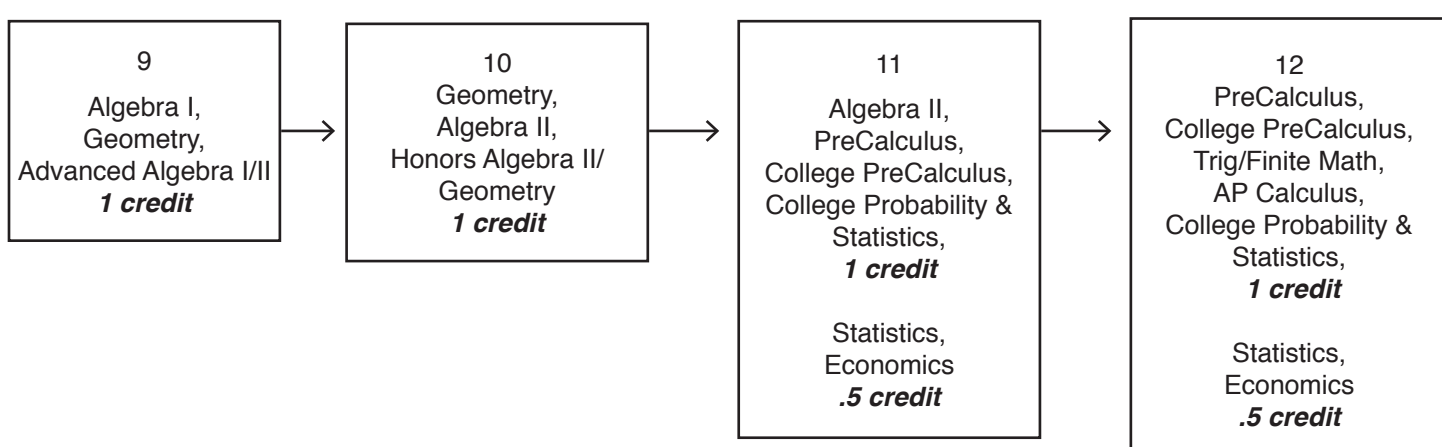 9
Algebra I,
Geometry,
Advanced Algebra I/II
1 credit
10
Geometry,
Algebra II,
Honors Algebra II/
Geometry
1 credit
11
Algebra II,
PreCalculus,
College PreCalculus,
College Probability &
Statistics,
1 credit
Statistics,
Economics
.5 credit
12
PreCalculus,
College PreCalculus,
Trig/Finite Math,
AP Calculus,
College Probability &
Statistics,
1 credit
Statistics,
Economics
.5 credit